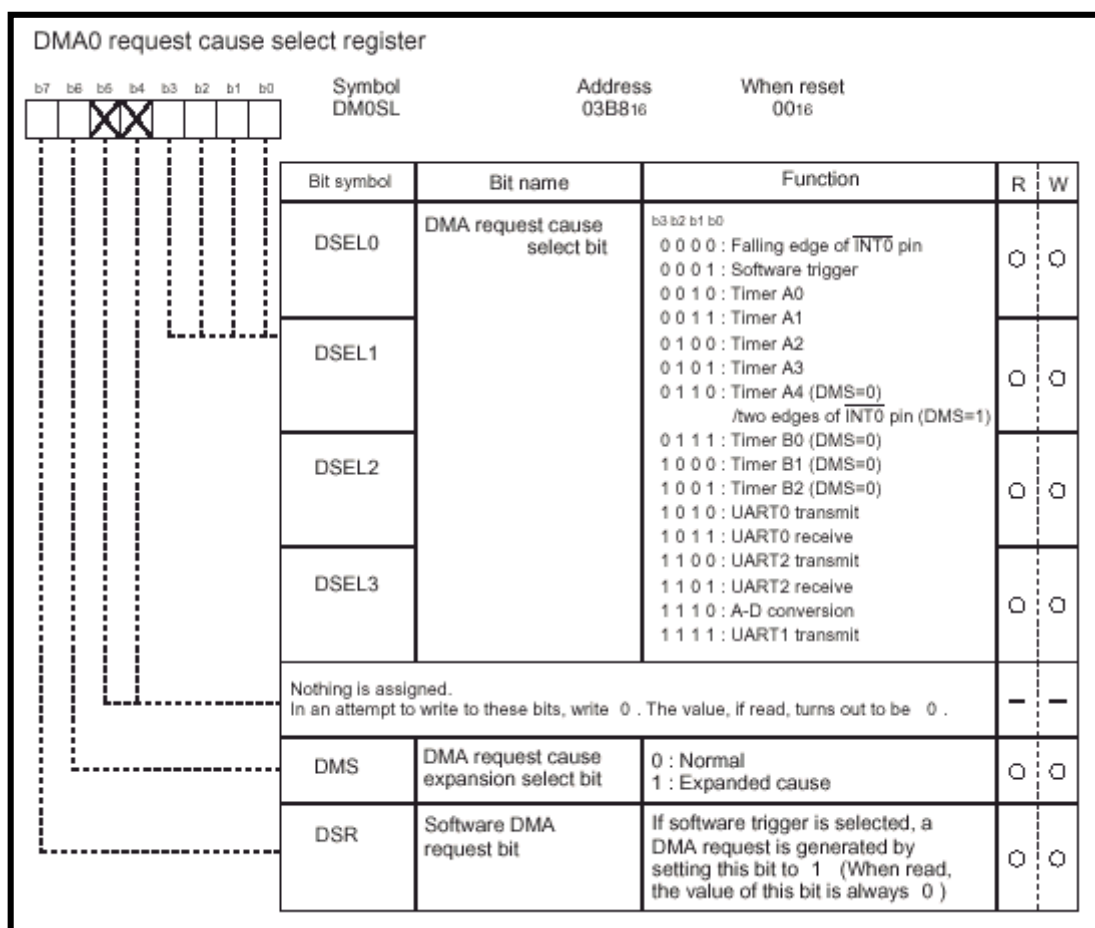 DMA0 request cause select register
b7 b6 b5 b4 b3 b2 b1 b0
Symbol Address When reset
DM0SL 03B816 0016
Bit symbol Bit name Function R W
DSEL0
DMA request cause
select bit
b3 b2 b1 b0
0 0 0 0 : Falling edge of INT0 pin
0 0 0 1 : Software trigger
0 0 1 0 : Timer A0
0 0 1 1 : Timer A1
DSEL1
0 1 0 0 : Timer A2
0 1 0 1 : Timer A3
0 1 1 0 : Timer A4 (DMS=0)
/two edges of INT0 pin (DMS=1)
0 1 1 1 : Timer B0 (DMS=0)
DSEL2
1 0 0 0 : Timer B1 (DMS=0)
1 0 0 1 : Timer B2 (DMS=0)
1 0 1 0 : UART0 transmit
1 0 1 1 : UART0 receive
1 1 0 0 : UART2 transmit
DSEL3
1 1 0 1 : UART2 receive
1 1 1 0 : A-D conversion
1 1 1 1 : UART1 transmit
Nothing is assigned.
In an attempt to write to these bits, write 0 . The value, if read, turns out to be 0 .
DMS
DMA request cause
expansion select bit
0 : Normal
1 : Expanded cause
DSR
Software DMA
request bit
If software trigger is selected, a
DMA request is generated by
setting this bit to 1 (When read,
the value of this bit is always 0 )